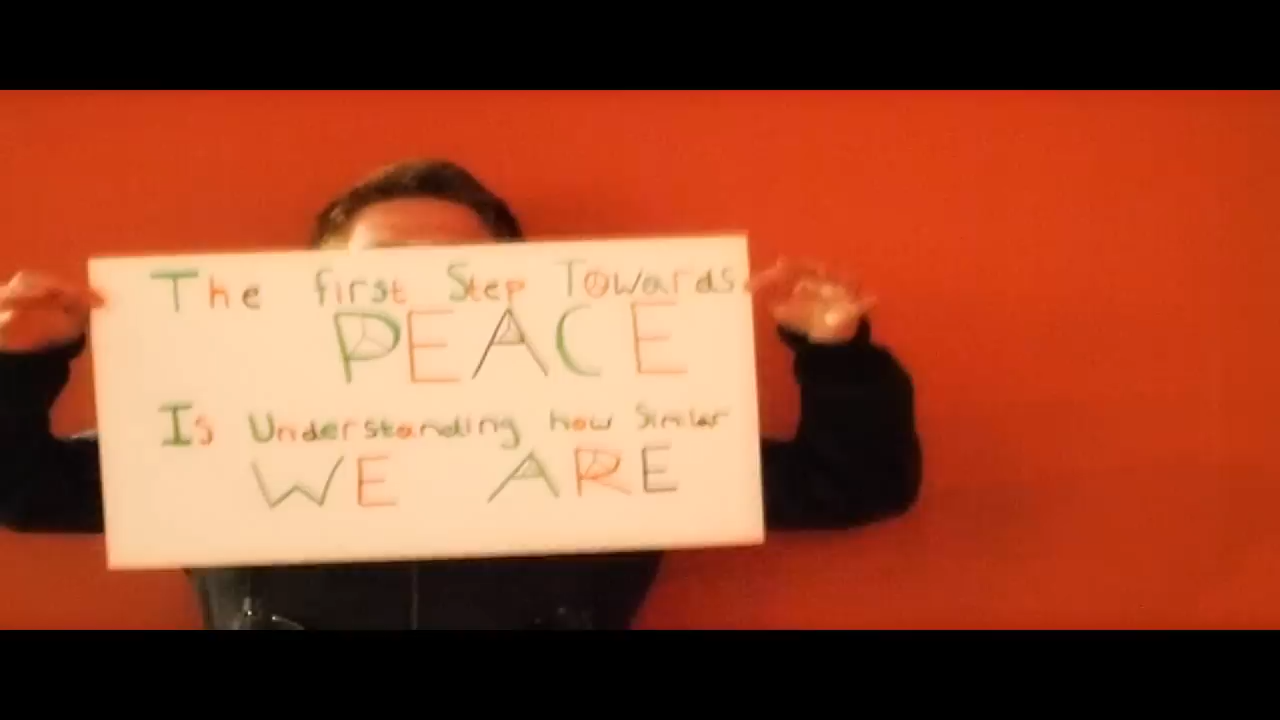 The first Step Towards
PEACE
Is Understanding how Similar
WE ARE